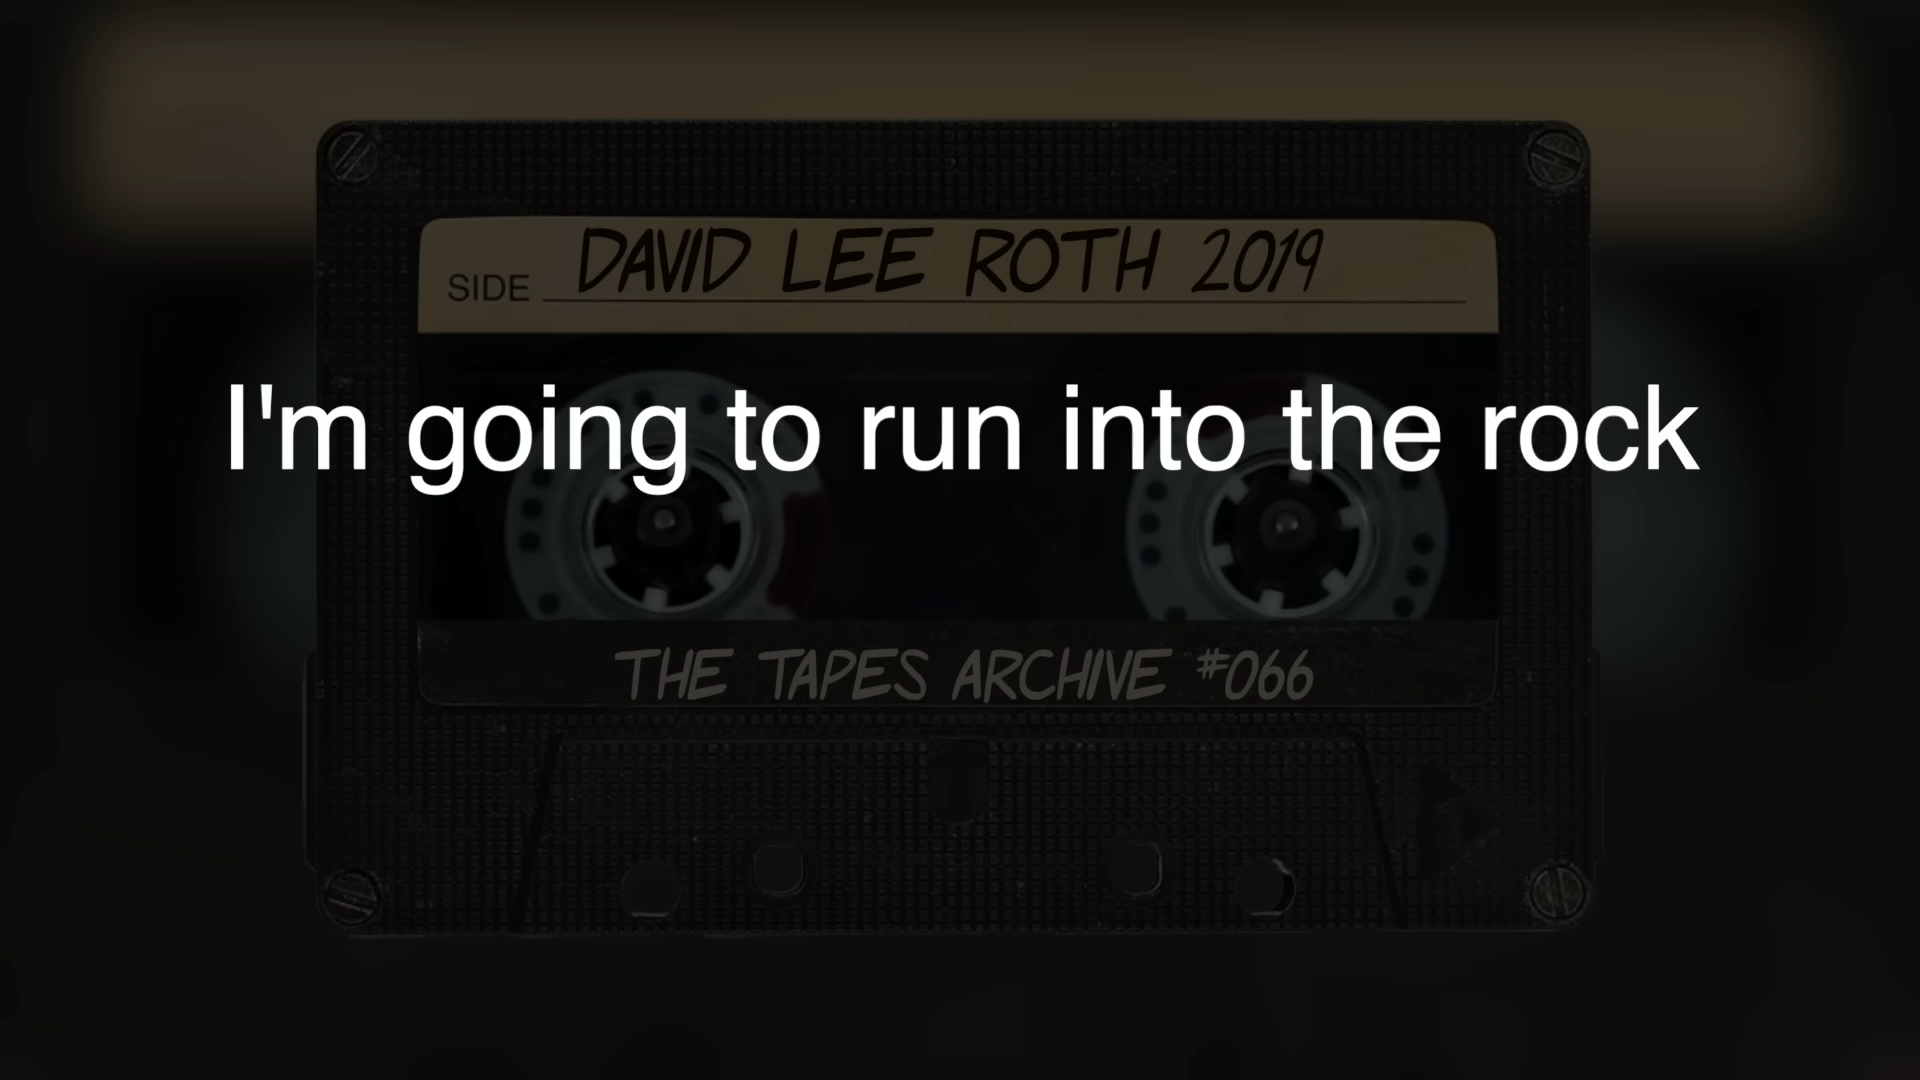 DAVID LEE ROTH 2019
SIDE
I'm going to run into the rock
THE TAPES ARCHIVE #066